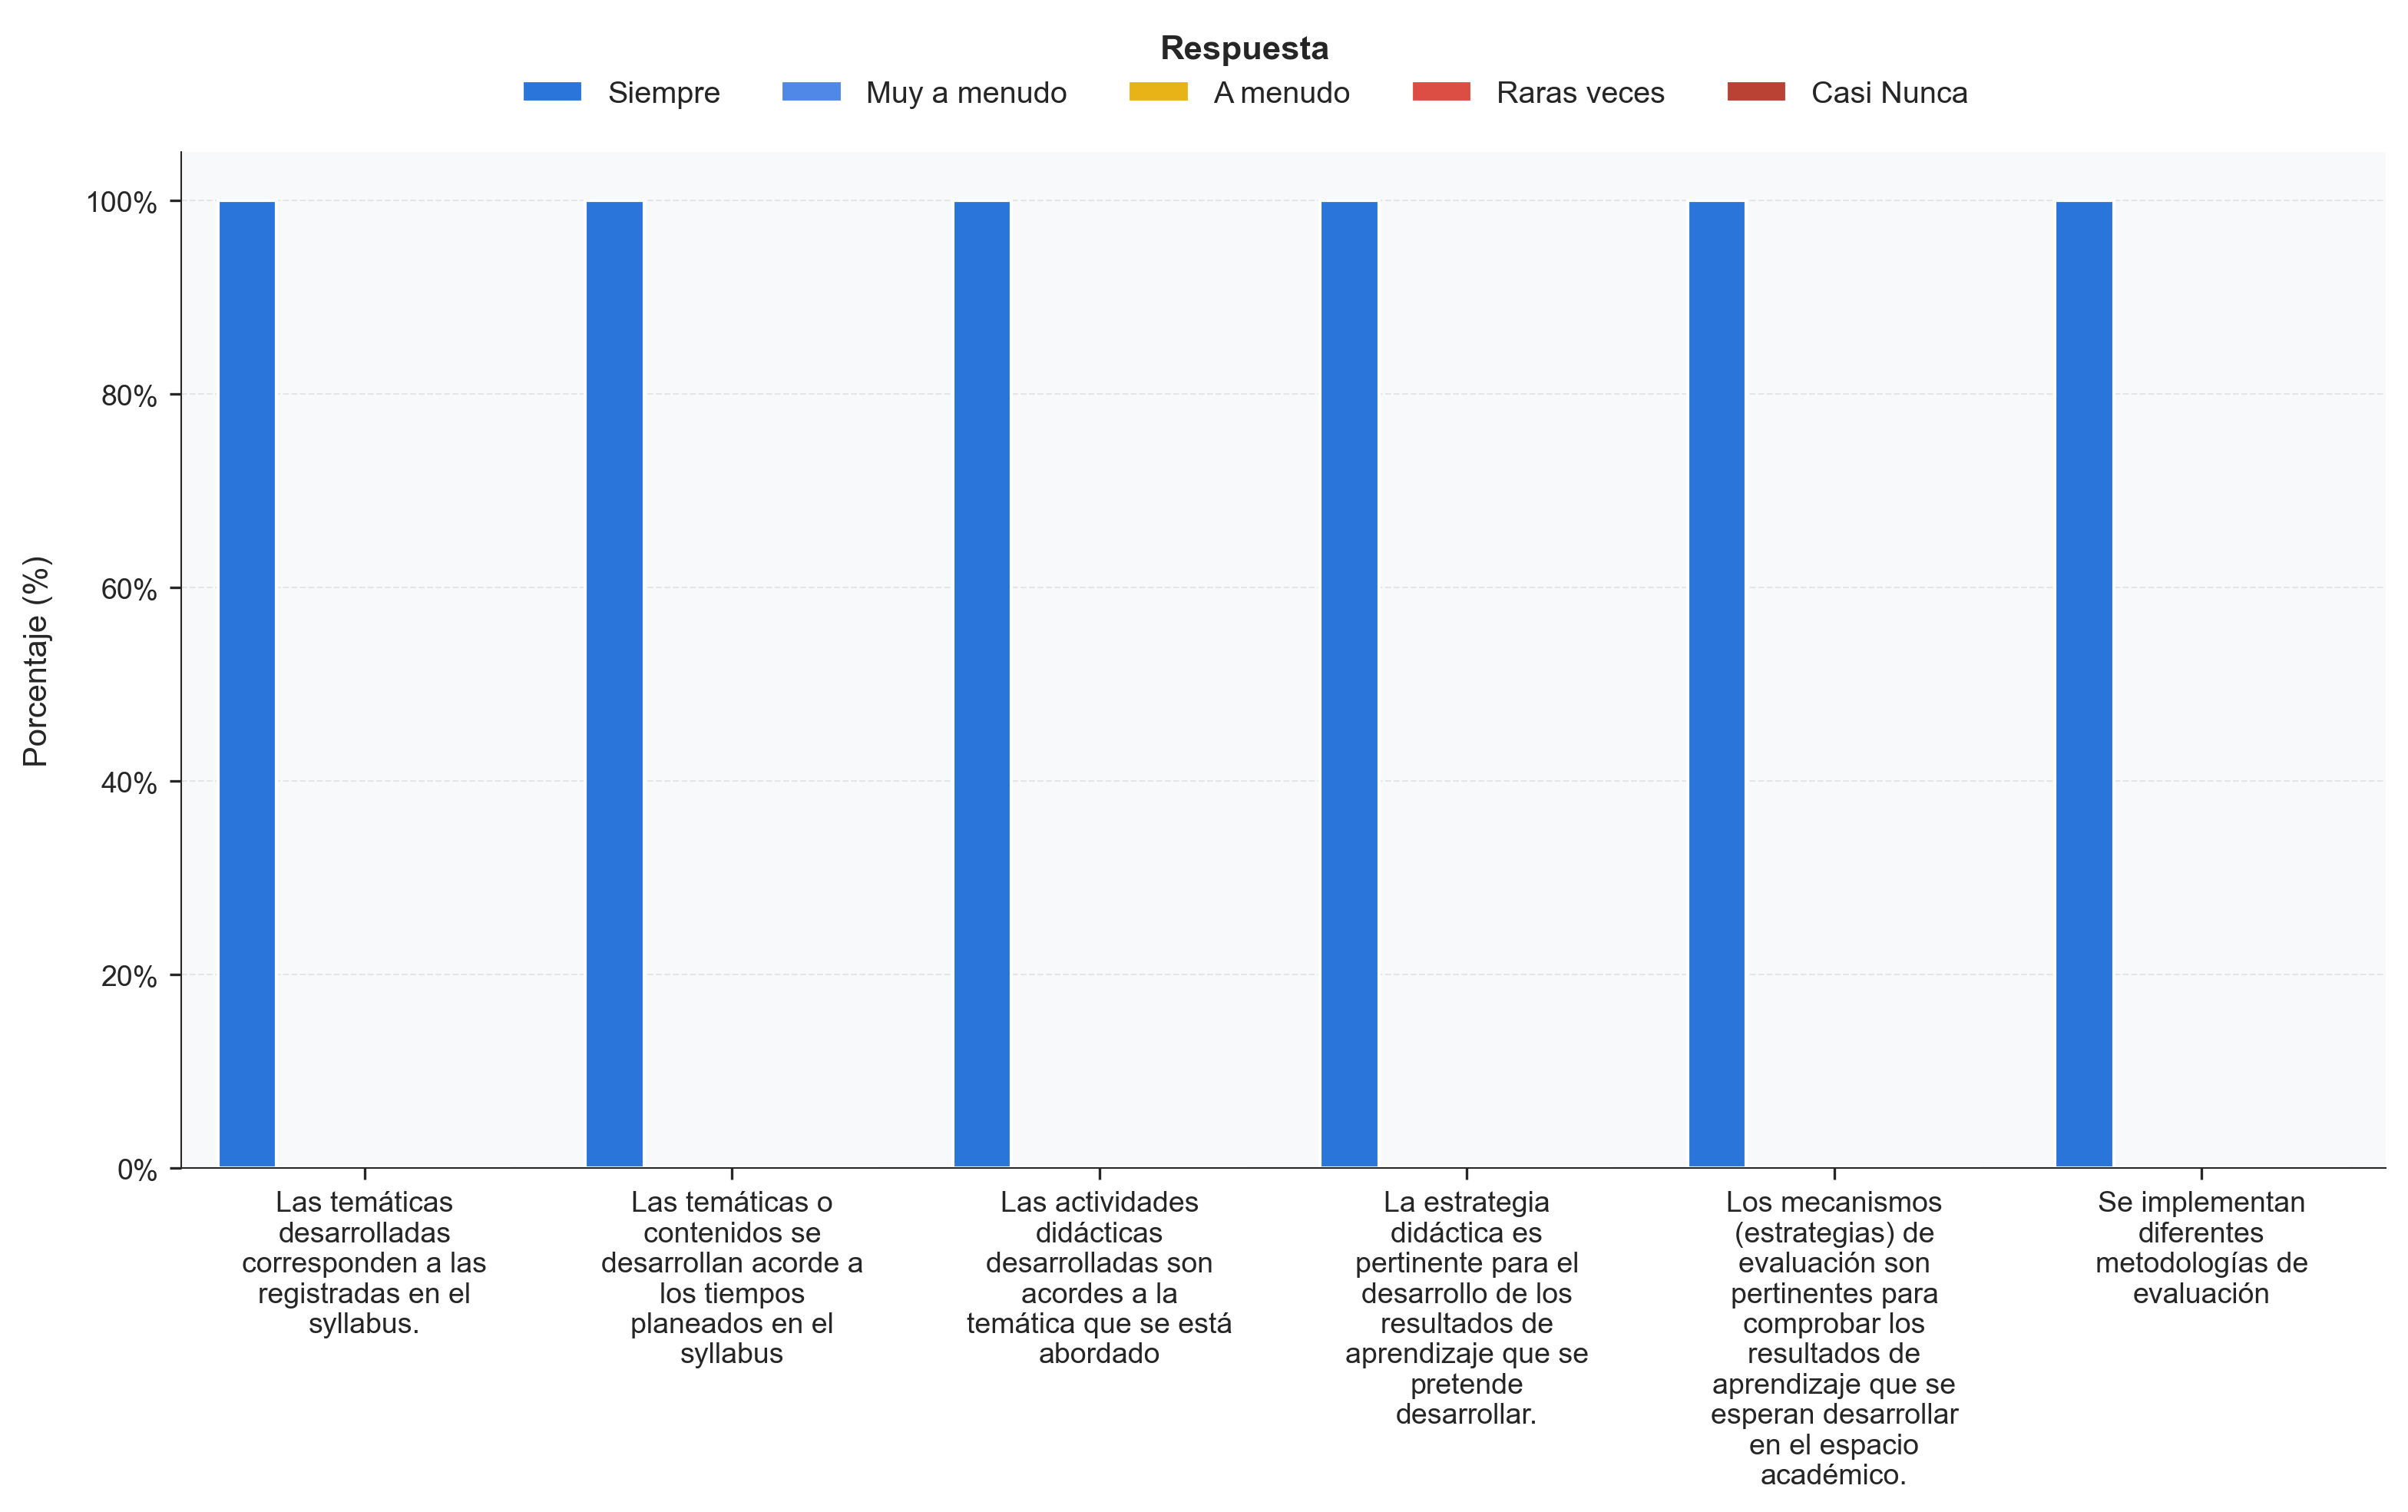 Respuesta
Siempre
Muy a menudo
A menudo
Raras veces
Casi Nunca
Porcentaje (%)
100%
80%
60%
40%
20%
0%
Las temáticas
desarrolladas
corresponden a las
registradas en el
syllabus.
Las temáticas o
contenidos se
desarrollan acorde a
los tiempos
planeados en el
syllabus
Las actividades
didácticas
desarrolladas son
acordes a la
temática que se está
abordado
La estrategia
didáctica es
pertinente para el
desarrollo de los
resultados de
aprendizaje que se
pretende
desarrollar.
Los mecanismos
(estrategias) de
evaluación son
pertinentes para
comprobar los
resultados de
aprendizaje que se
esperan desarrollar
en el espacio
académico.
Se implementan
diferentes
metodologías de
evaluación